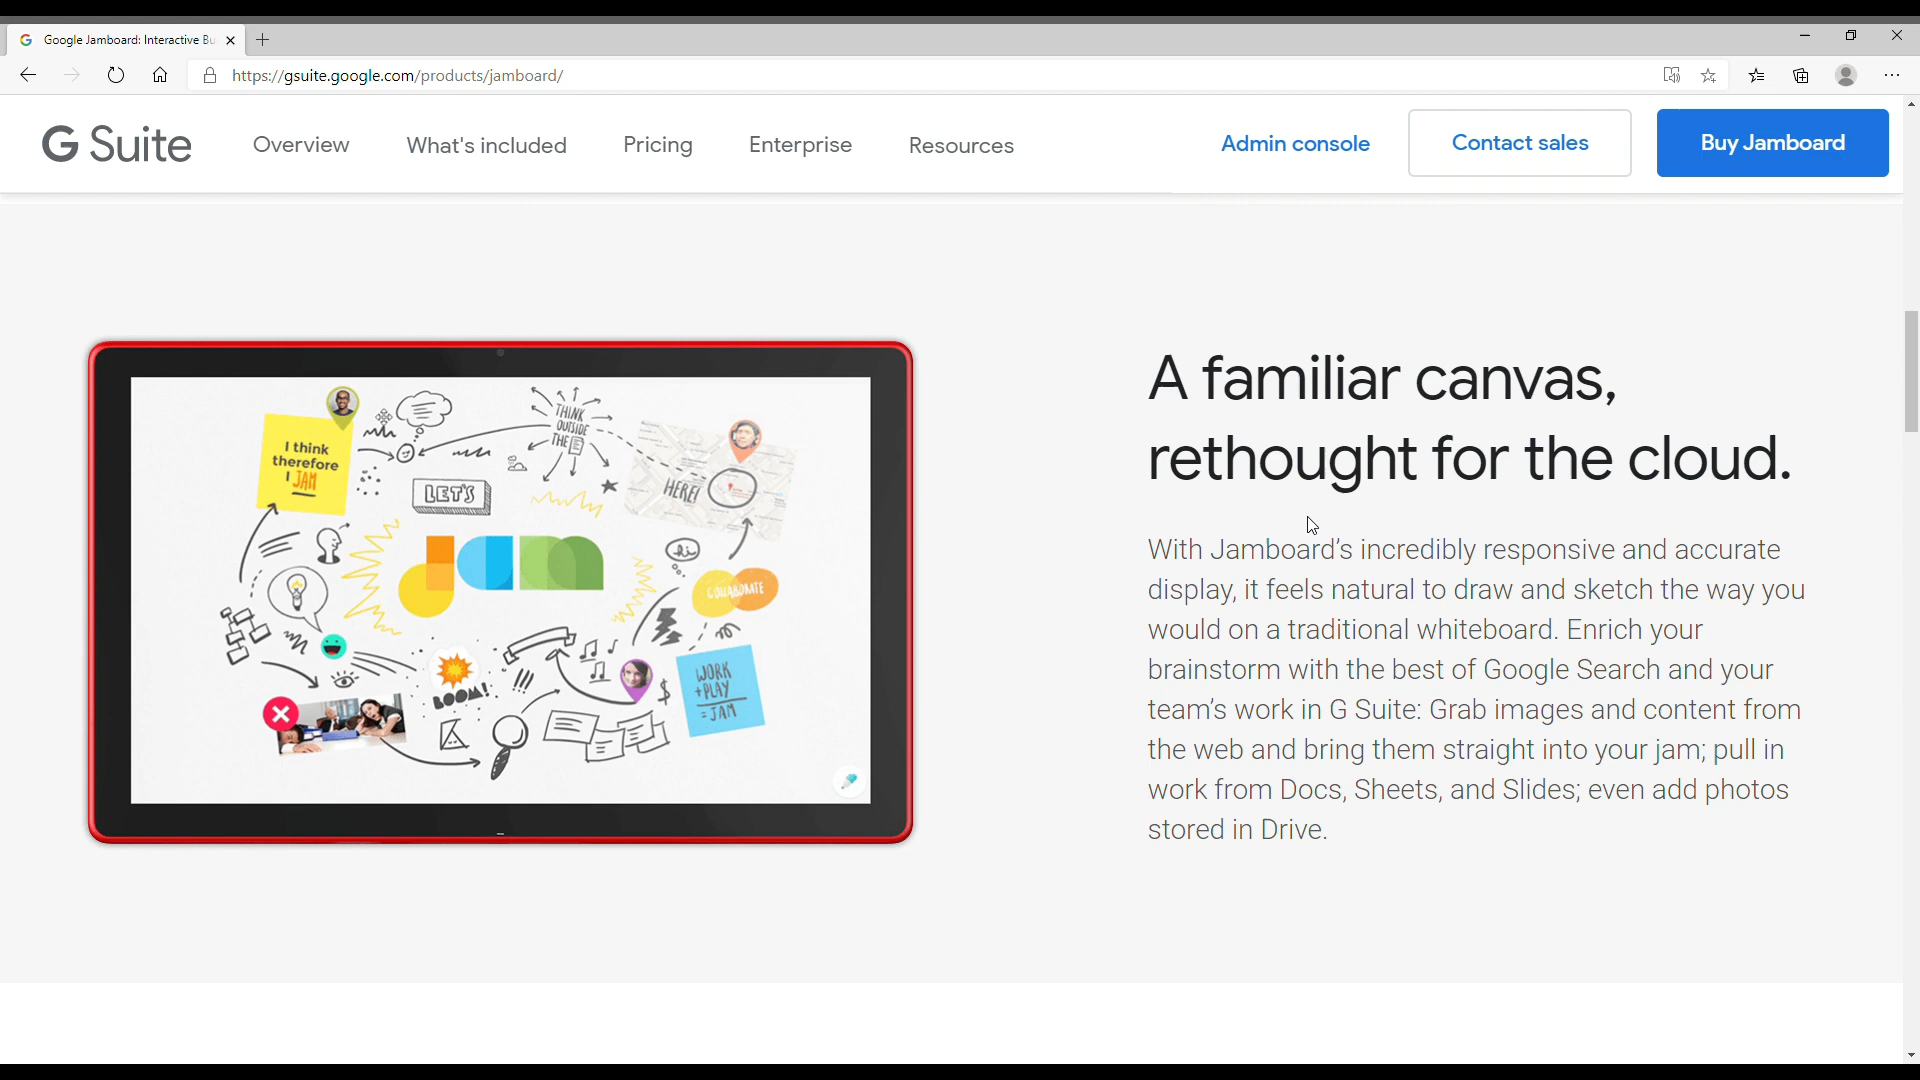 Google Jamboard: Interactive Bu
https://gsuite.google.com/products/jamboard/
G Suite
Overview
What's included
Pricing
Enterprise
Resources
Admin console
Contact sales
Buy Jamboard
I think
therefore
I JAM
THINK
OUTSIDE
THE
LET'S
HERE!
jam
hi
COLLABORATE
BOOM!
WORK
+PLAY
= JAM
$
A familiar canvas,
rethought for the cloud.
With Jamboard's incredibly responsive and accurate
display, it feels natural to draw and sketch the way you
would on a traditional whiteboard. Enrich your
brainstorm with the best of Google Search and your
team's work in G Suite: Grab images and content from
the web and bring them straight into your jam; pull in
work from Docs, Sheets, and Slides; even add photos
stored in Drive.